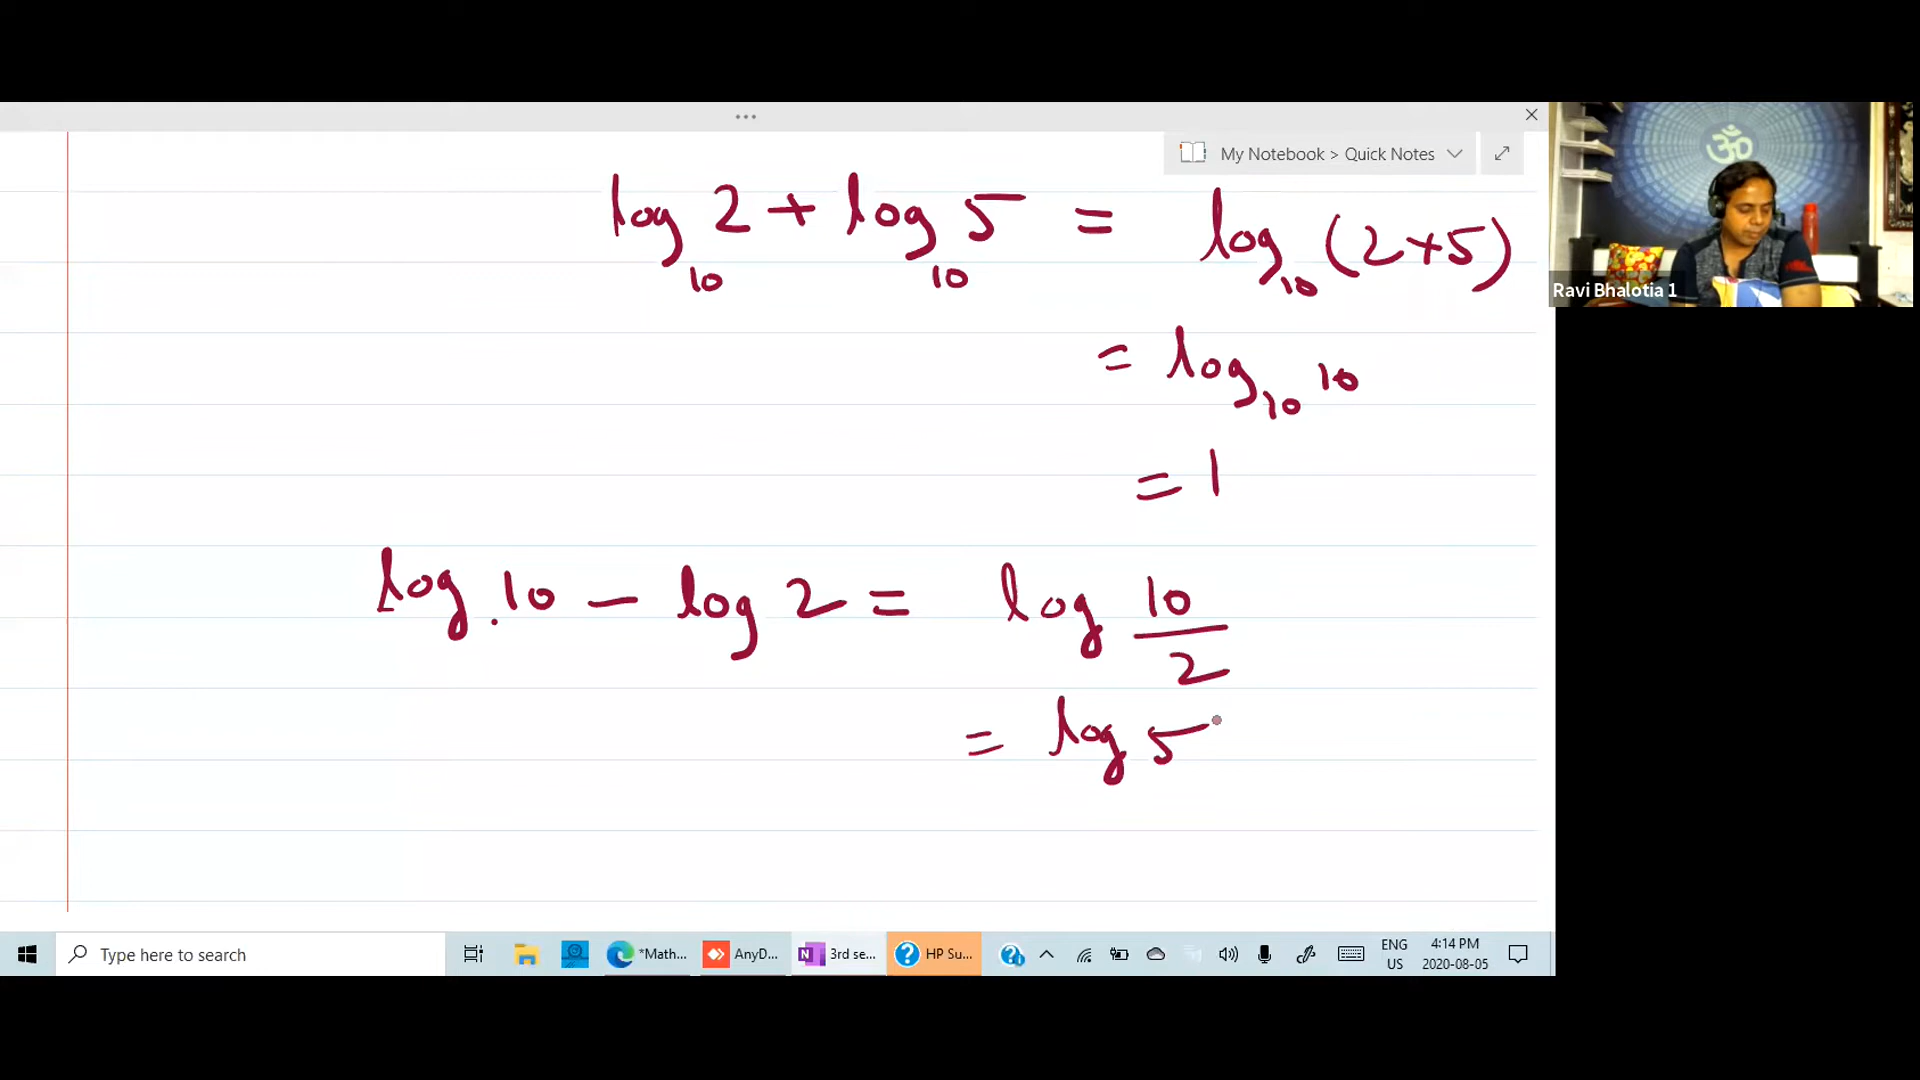 My Notebook > Quick Notes
log₁₀ 2 + log₁₀ 5 = log₁₀ (2×5)
Ravi Bhalotia 1
= log₁₀ 10
= 1
log 10 − log 2 = log 10/2
= log 5
Type here to search
*Math...
AnyD...
3rd se...
HP Su...
ENG
US
4:14 PM
2020-08-05